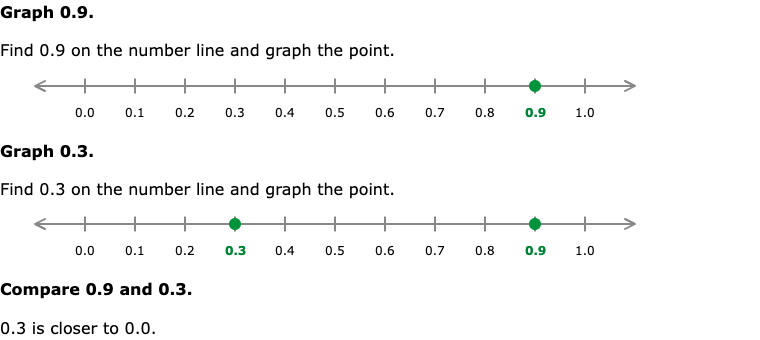 Graph 0.9.
Find 0.9 on the number line and graph the point.
0.0 0.1 0.2 0.3 0.4 0.5 0.6 0.7 0.8 0.9 1.0
Graph 0.3.
Find 0.3 on the number line and graph the point.
0.0 0.1 0.2 0.3 0.4 0.5 0.6 0.7 0.8 0.9 1.0
Compare 0.9 and 0.3.
0.3 is closer to 0.0.